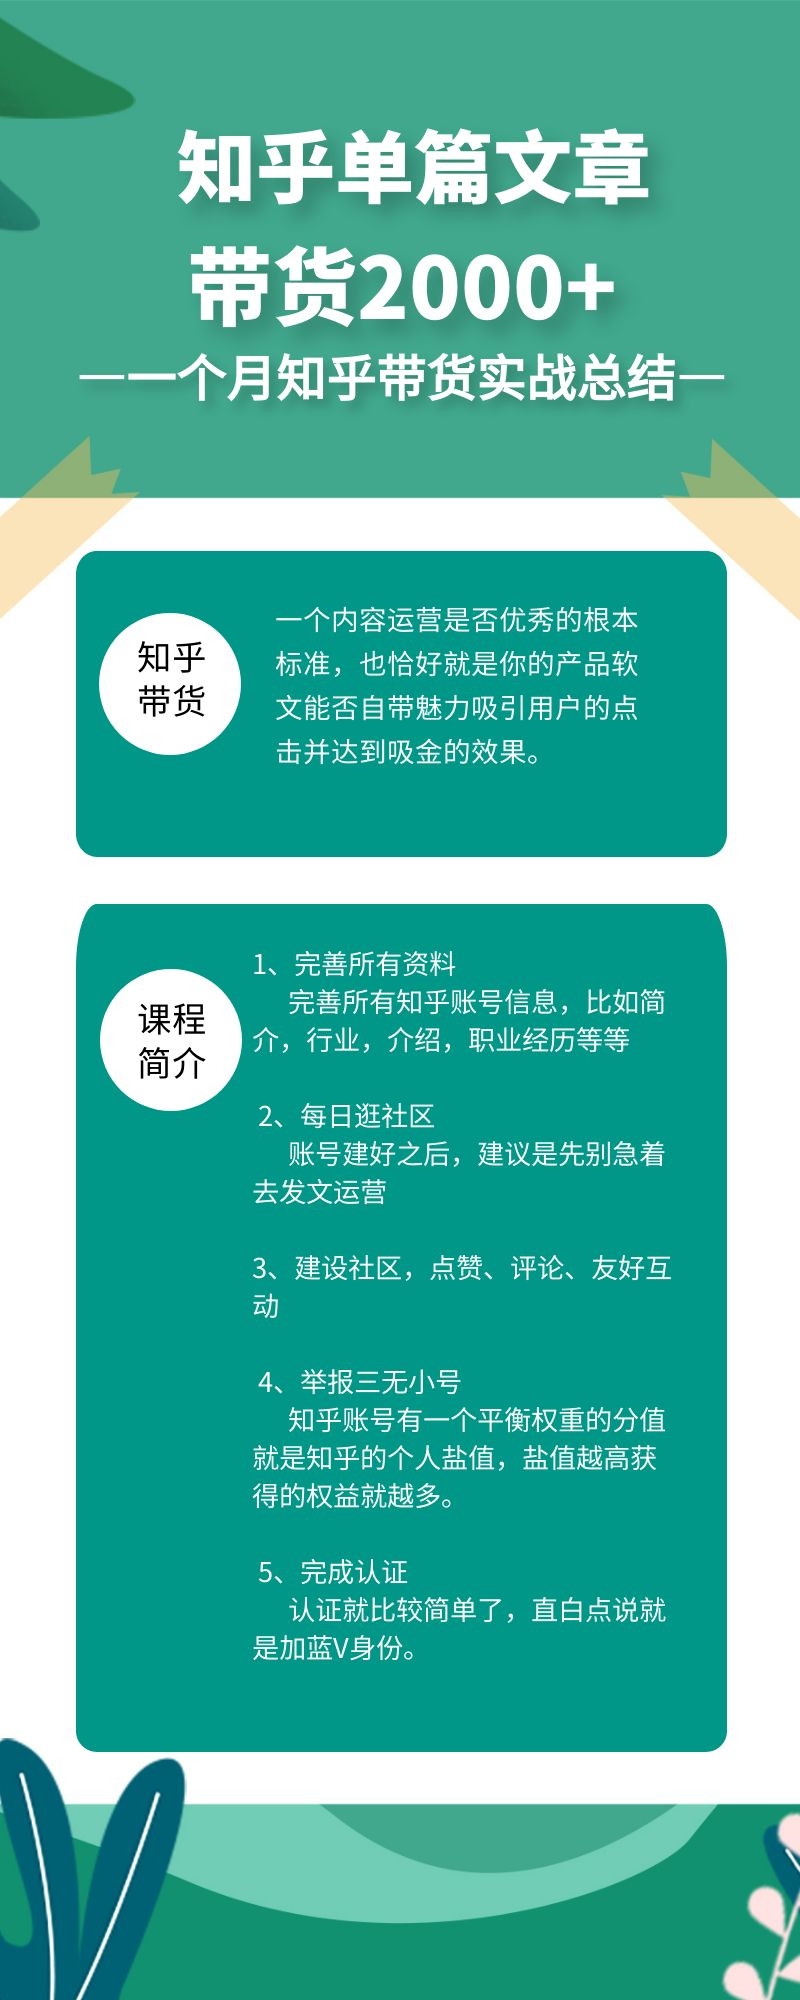 知乎单篇文章
带货2000+
—一个月知乎带货实战总结—
知乎
带货
一个内容运营是否优秀的根本
标准，也恰好就是你的产品软
文能否自带魅力吸引用户的点
击并达到吸金的效果。
课程
简介
1、完善所有资料
完善所有知乎账号信息，比如简
介，行业，介绍，职业经历等等
2、每日逛社区
账号建好之后，建议是先别急着
去发文运营
3、建设社区，点赞、评论、友好互
动
4、举报三无小号
知乎账号有一个平衡权重的分值
就是知乎的个人盐值，盐值越高获
得的权益就越多。
5、完成认证
认证就比较简单了，直白点说就
是加蓝V身份。